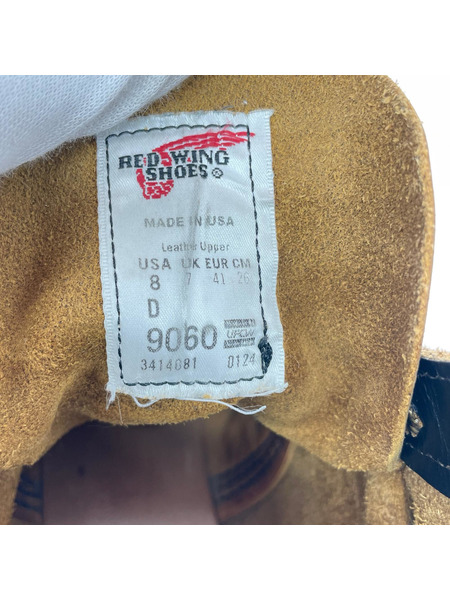 RED WING
SHOES®
MADE IN USA
Leather Upper
USA UK EUR CM
8 7 41 26
D
9060 UFCW
3414081 0124